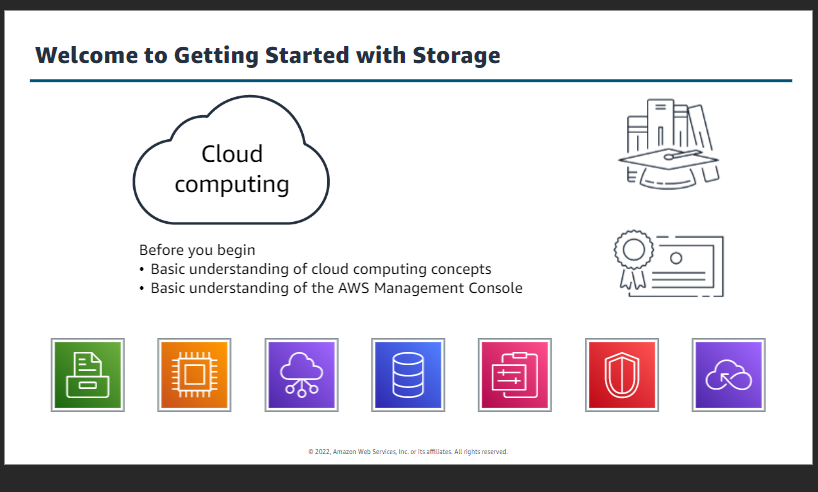 Welcome to Getting Started with Storage
Cloud
computing
Before you begin
• Basic understanding of cloud computing concepts
• Basic understanding of the AWS Management Console
© 2022, Amazon Web Services, Inc. or its affiliates. All rights reserved.